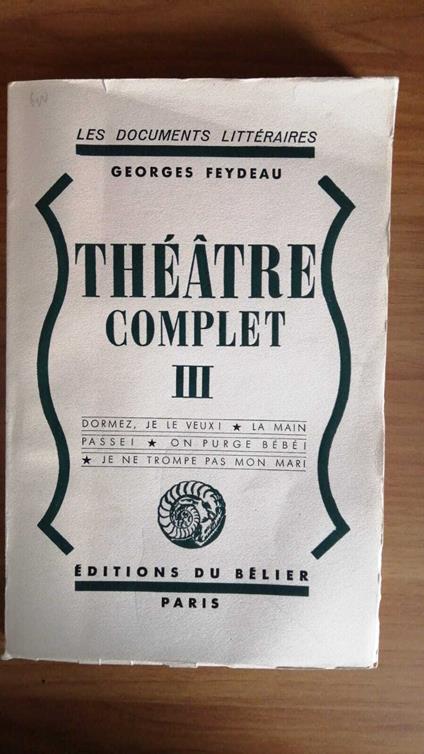 LES DOCUMENTS LITTÉRAIRES
GEORGES FEYDEAU
THÉÂTRE
COMPLET
III
DORMEZ, JE LE VEUX! ★ LA MAIN
PASSE! ★ ON PURGE BÉBÉ!
★ JE NE TROMPE PAS MON MARI
ÉDITIONS DU BÉLIER
PARIS